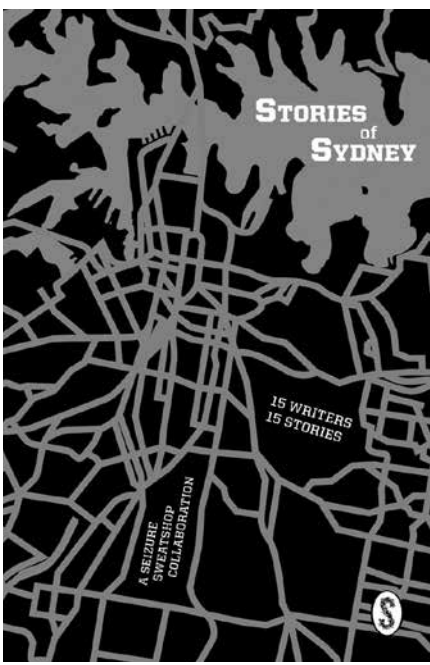 STORIES
of
SYDNEY
15 WRITERS
15 STORIES
A SEIZURE
SWEATSHOP
COLLABORATION
S